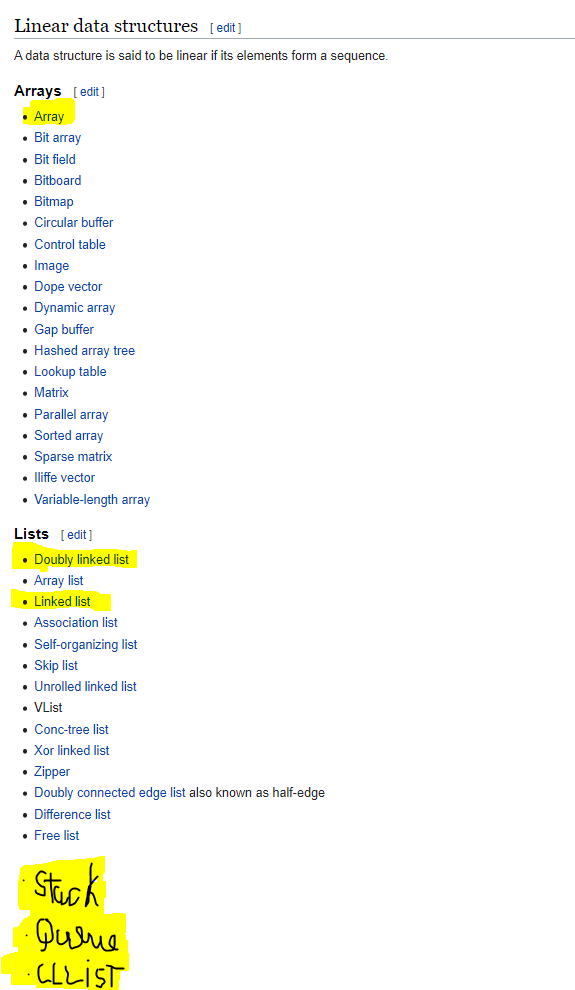 Linear data structures [ edit ]
A data structure is said to be linear if its elements form a sequence.
Arrays [ edit ]
• Array
• Bit array
• Bit field
• Bitboard
• Bitmap
• Circular buffer
• Control table
• Image
• Dope vector
• Dynamic array
• Gap buffer
• Hashed array tree
• Lookup table
• Matrix
• Parallel array
• Sorted array
• Sparse matrix
• Iliffe vector
• Variable-length array
Lists [ edit ]
• Doubly linked list
• Array list
• Linked list
• Association list
• Self-organizing list
• Skip list
• Unrolled linked list
• VList
• Conc-tree list
• Xor linked list
• Zipper
• Doubly connected edge list also known as half-edge
• Difference list
• Free list
· Stack
· Queue
· CLLiST